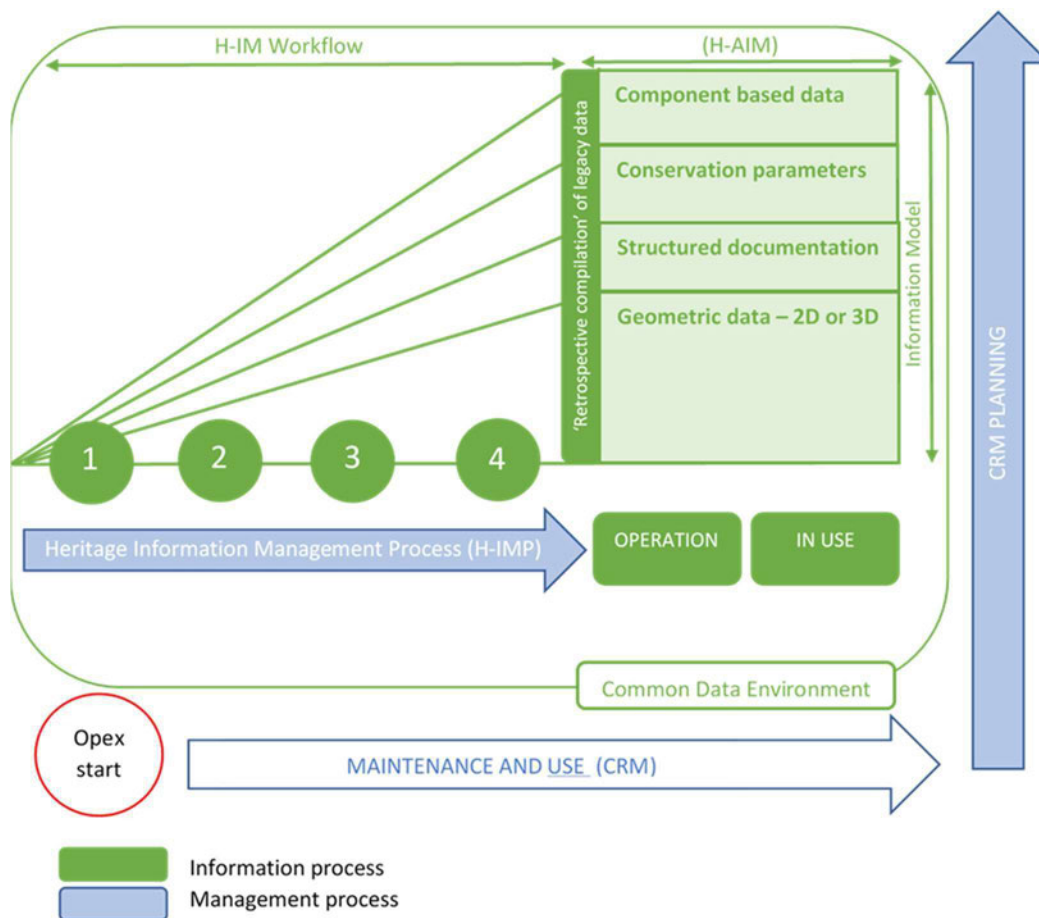 H-IM Workflow
(H-AIM)
'Retrospective compilation' of legacy data
Component based data
Conservation parameters
Structured documentation
Geometric data – 2D or 3D
Information Model
CRM PLANNING
1
2
3
4
Heritage Information Management Process (H-IMP)
OPERATION
IN USE
Common Data Environment
Opex
start
MAINTENANCE AND USE (CRM)
Information process
Management process